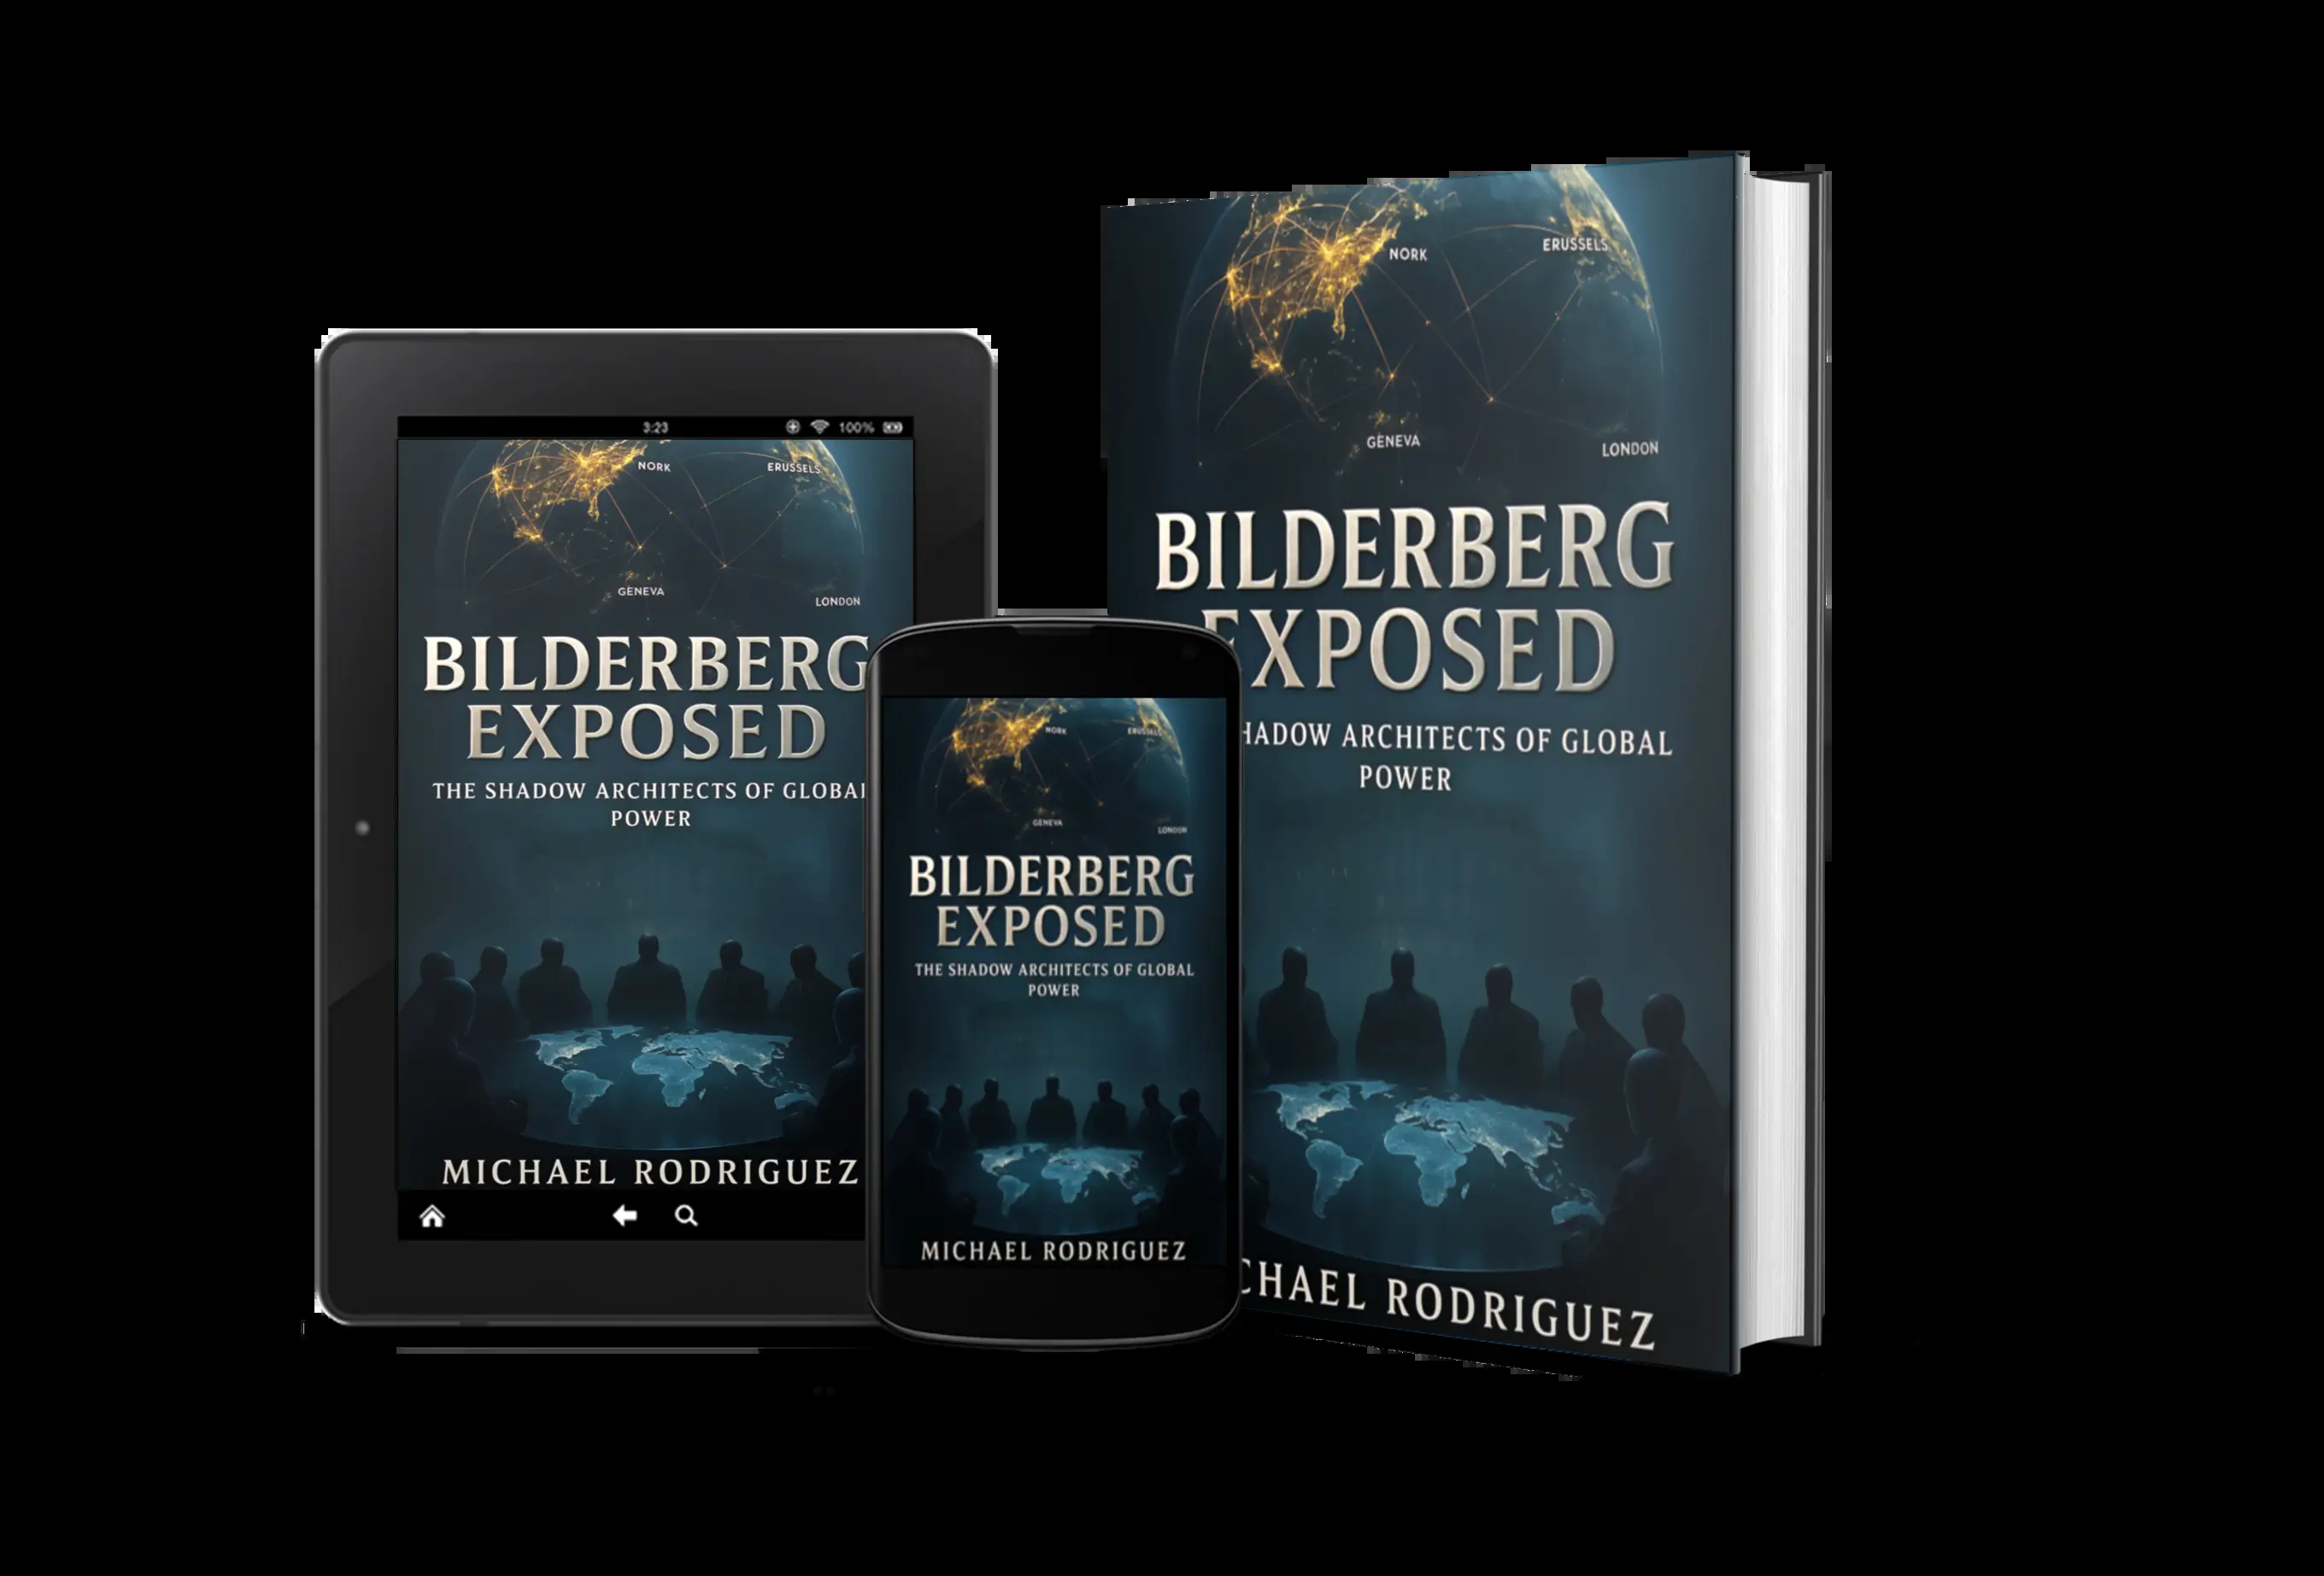 3:23
100%
NORK
ERUSSELS
GENEVA
LONDON
BILDERBERG
EXPOSED
THE SHADOW ARCHITECTS OF GLOBAL
POWER
MICHAEL RODRIGUEZ
NORK
ERUSSELS
GENEVA
LONDON
BILDERBERG
EXPOSED
THE SHADOW ARCHITECTS OF GLOBAL
POWER
MICHAEL RODRIGUEZ
NORK
ERUSSELS
GENEVA
LONDON
BILDERBERG
EXPOSED
HADOW ARCHITECTS OF GLOBAL
POWER
CHAEL RODRIGUEZ